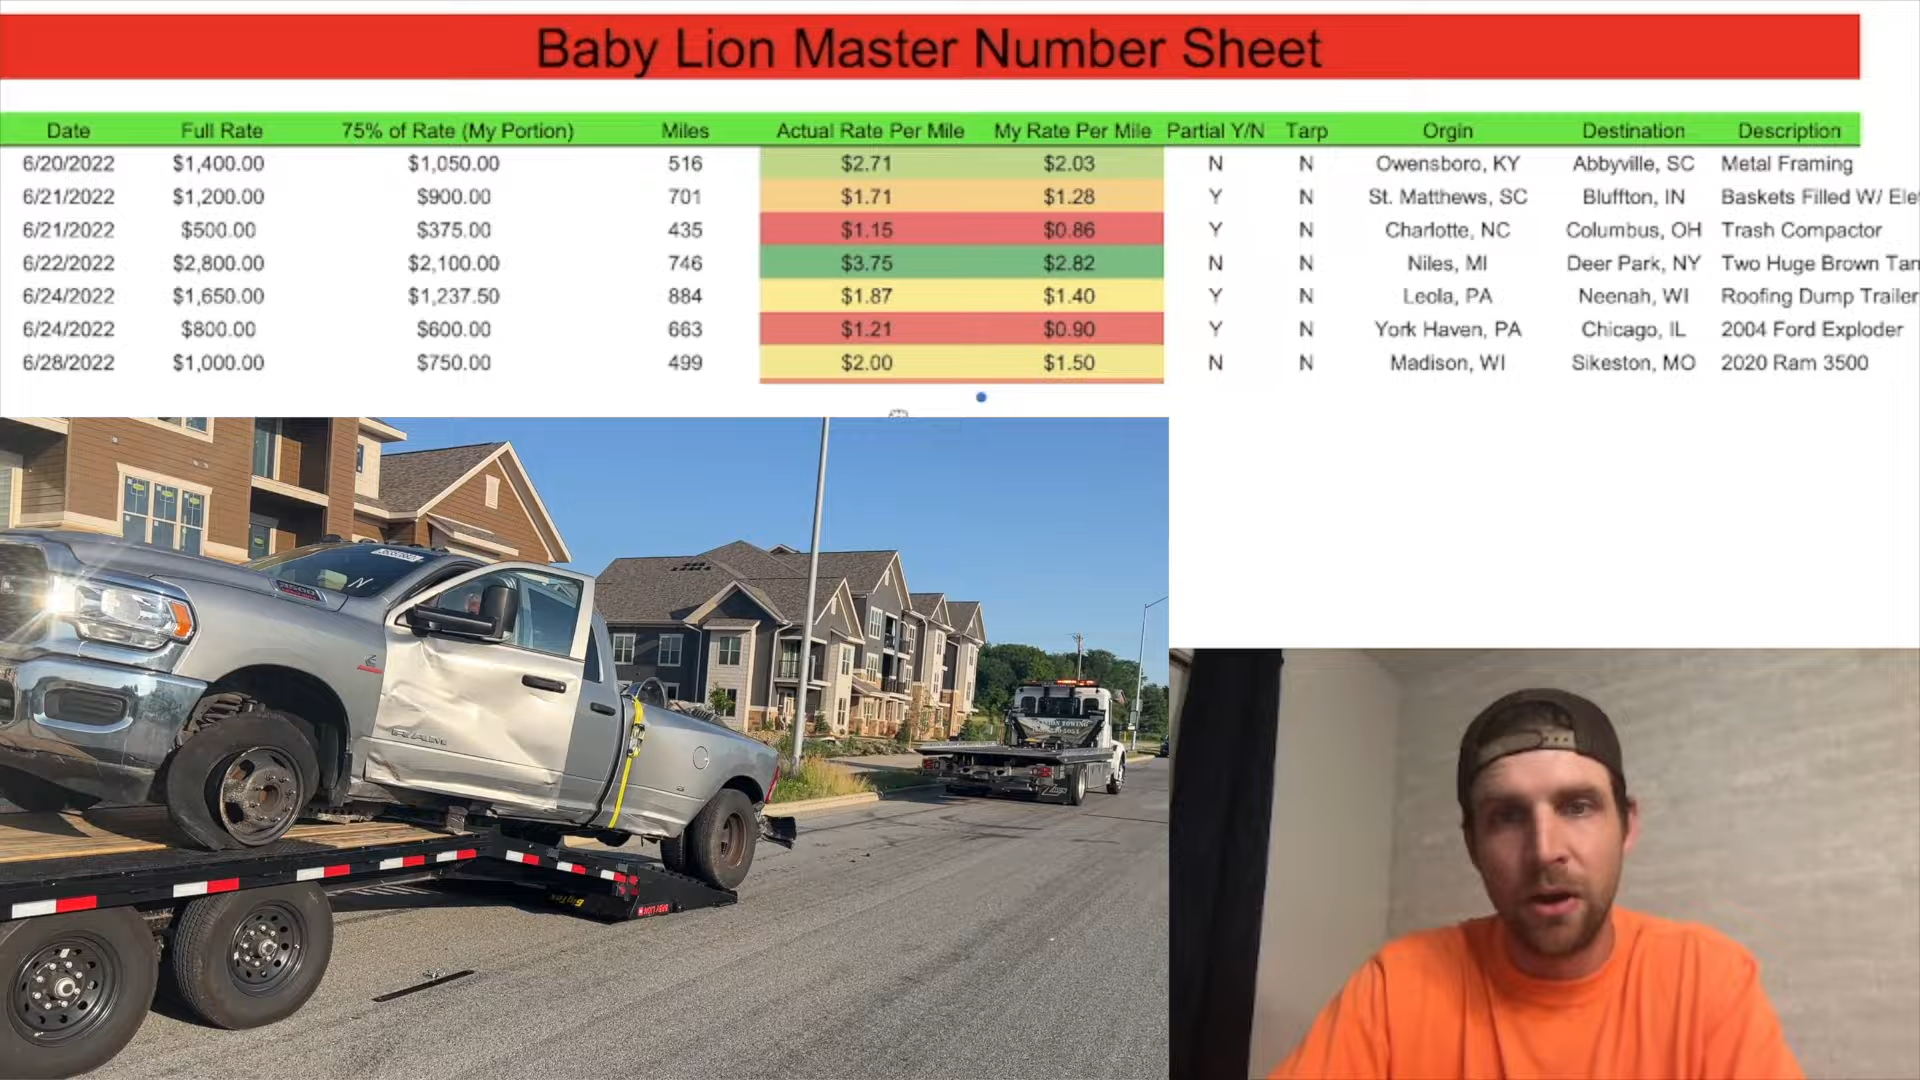 Baby Lion Master Number Sheet
Date Full Rate 75% of Rate (My Portion) Miles Actual Rate Per Mile My Rate Per Mile Partial Y/N Tarp Orgin Destination Description
6/20/2022 $1,400.00 $1,050.00 516 $2.71 $2.03 N N Owensboro, KY Abbyville, SC Metal Framing
6/21/2022 $1,200.00 $900.00 701 $1.71 $1.28 Y N St. Matthews, SC Bluffton, IN Baskets Filled W/ Ele
6/21/2022 $500.00 $375.00 435 $1.15 $0.86 Y N Charlotte, NC Columbus, OH Trash Compactor
6/22/2022 $2,800.00 $2,100.00 746 $3.75 $2.82 N N Niles, MI Deer Park, NY Two Huge Brown Tan
6/24/2022 $1,650.00 $1,237.50 884 $1.87 $1.40 Y N Leola, PA Neenah, WI Roofing Dump Trailer
6/24/2022 $800.00 $600.00 663 $1.21 $0.90 Y N York Haven, PA Chicago, IL 2004 Ford Exploder
6/28/2022 $1,000.00 $750.00 499 $2.00 $1.50 N N Madison, WI Sikeston, MO 2020 Ram 3500
3500
N
RAM
TOWING
BigTex
BABY LION